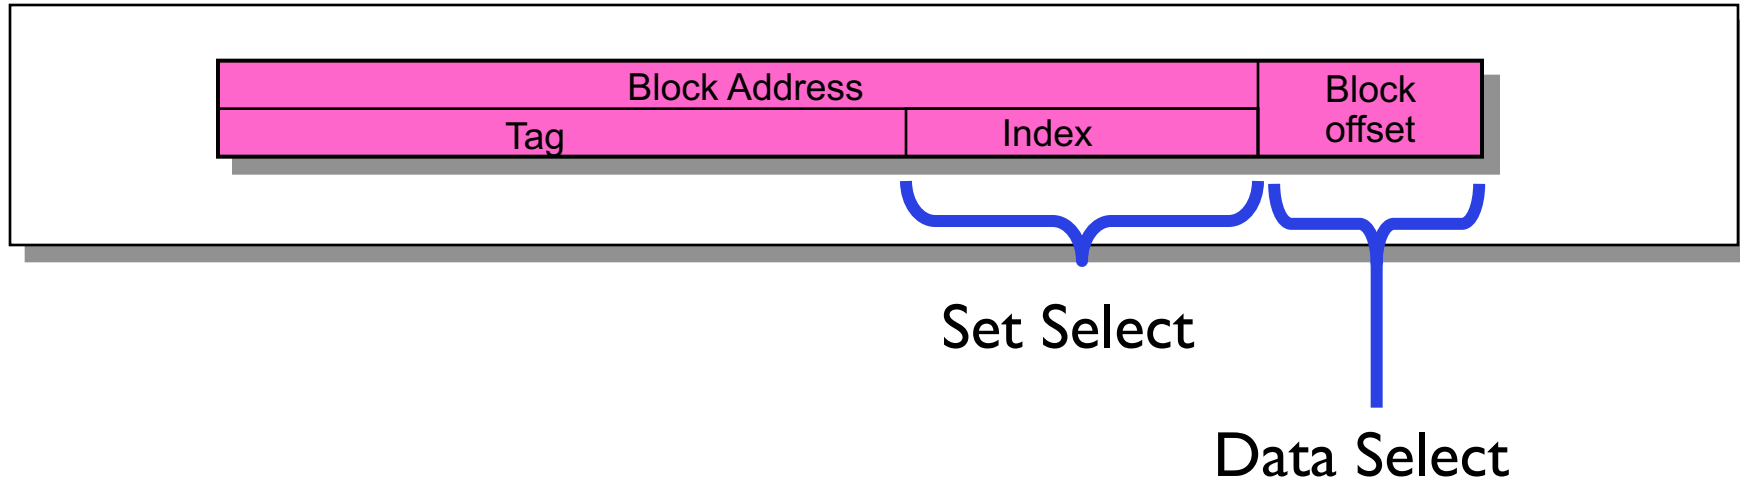 Block Address
Block
offset
Tag
Index
Set Select
Data Select